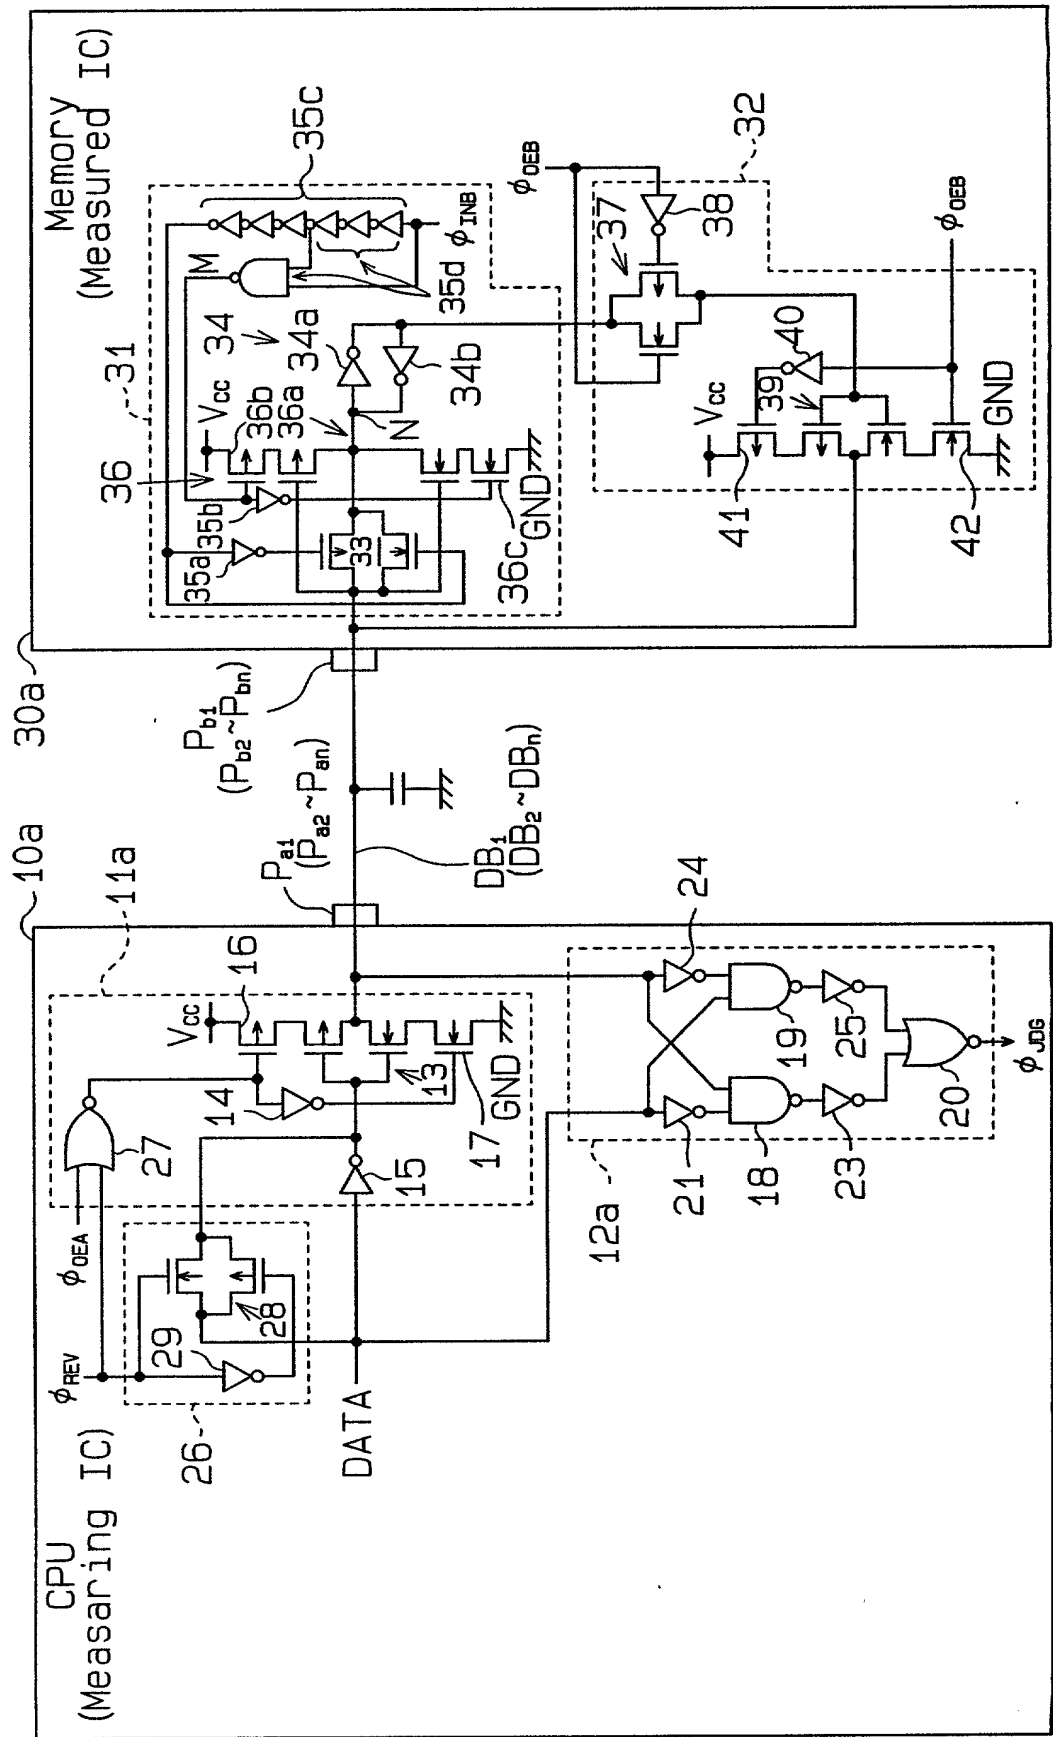 CPU
(Measaring IC)
10a
11a
φREV
φOEA
27
VCC
16
14
13
17
GND
29
28
26
15
DATA
Pa1
(Pa2~Pan)
DB1
(DB2~DBn)
12a
24
21
19
18
25
23
20
φJDG
30a
Memory
(Measured IC)
Pb1
(Pb2~Pbn)
31
36
VCC
36b
36a
35b
35a
33
36c
GND
M
34
34a
34b
N
35c
35d
φINB
φOEB
32
37
38
VCC
41
39
40
42
GND
φOEB